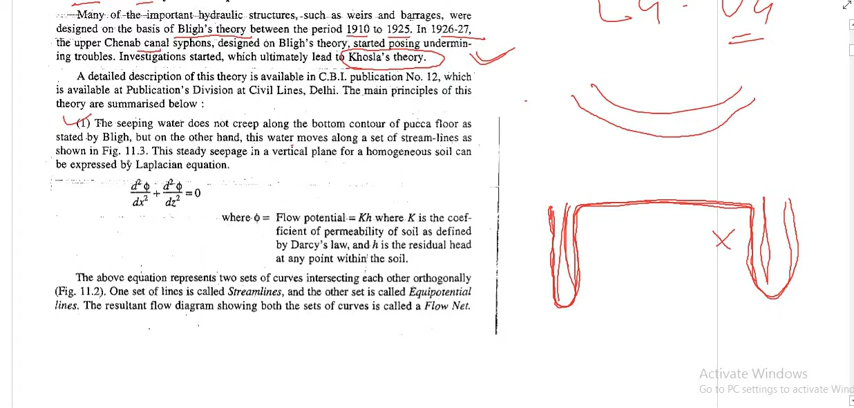 Many of the important hydraulic structures, such as weirs and barrages, were
designed on the basis of Bligh's theory between the period 1910 to 1925. In 1926-27,
the upper Chenab canal syphons, designed on Bligh's theory, started posing undermin-
ing troubles. Investigations started, which ultimately lead to Khosla's theory.
A detailed description of this theory is available in C.B.I. publication No. 12, which
is available at Publication's Division at Civil Lines, Delhi. The main principles of this
theory are summarised below :
(1) The seeping water does not creep along the bottom contour of pucca floor as
stated by Bligh, but on the other hand, this water moves along a set of stream-lines as
shown in Fig. 11.3. This steady seepage in a vertical plane for a homogeneous soil can
be expressed by Laplacian equation.
d²ϕ/dx² + d²ϕ/dz² = 0
where ϕ = Flow potential = Kh where K is the coef-
ficient of permeability of soil as defined
by Darcy's law, and h is the residual head
at any point within the soil.
The above equation represents two sets of curves intersecting each other orthogonally
(Fig. 11.2). One set of lines is called Streamlines, and the other set is called Equipotential
lines. The resultant flow diagram showing both the sets of curves is called a Flow Net.
X
Activate Windows
Go to PC settings to activate Wind